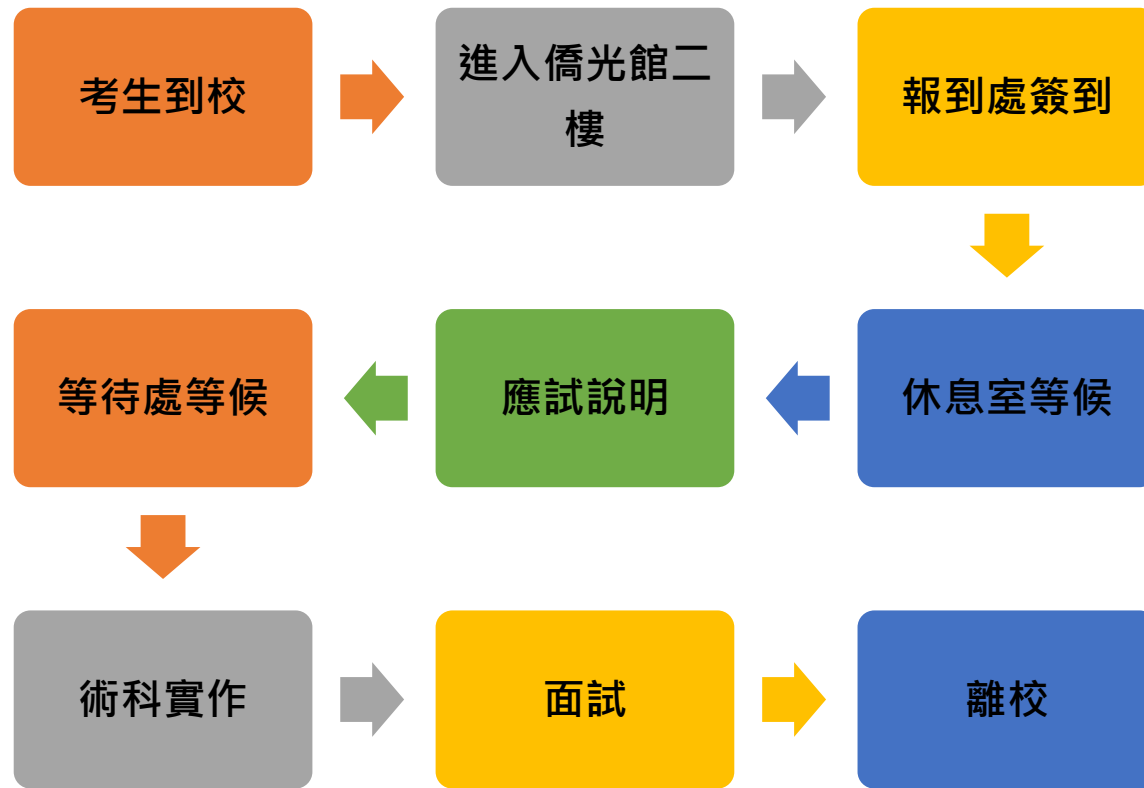 考生到校
進入僑光館二
樓
報到處簽到
休息室等候
應試說明
等待處等候
術科實作
面試
離校